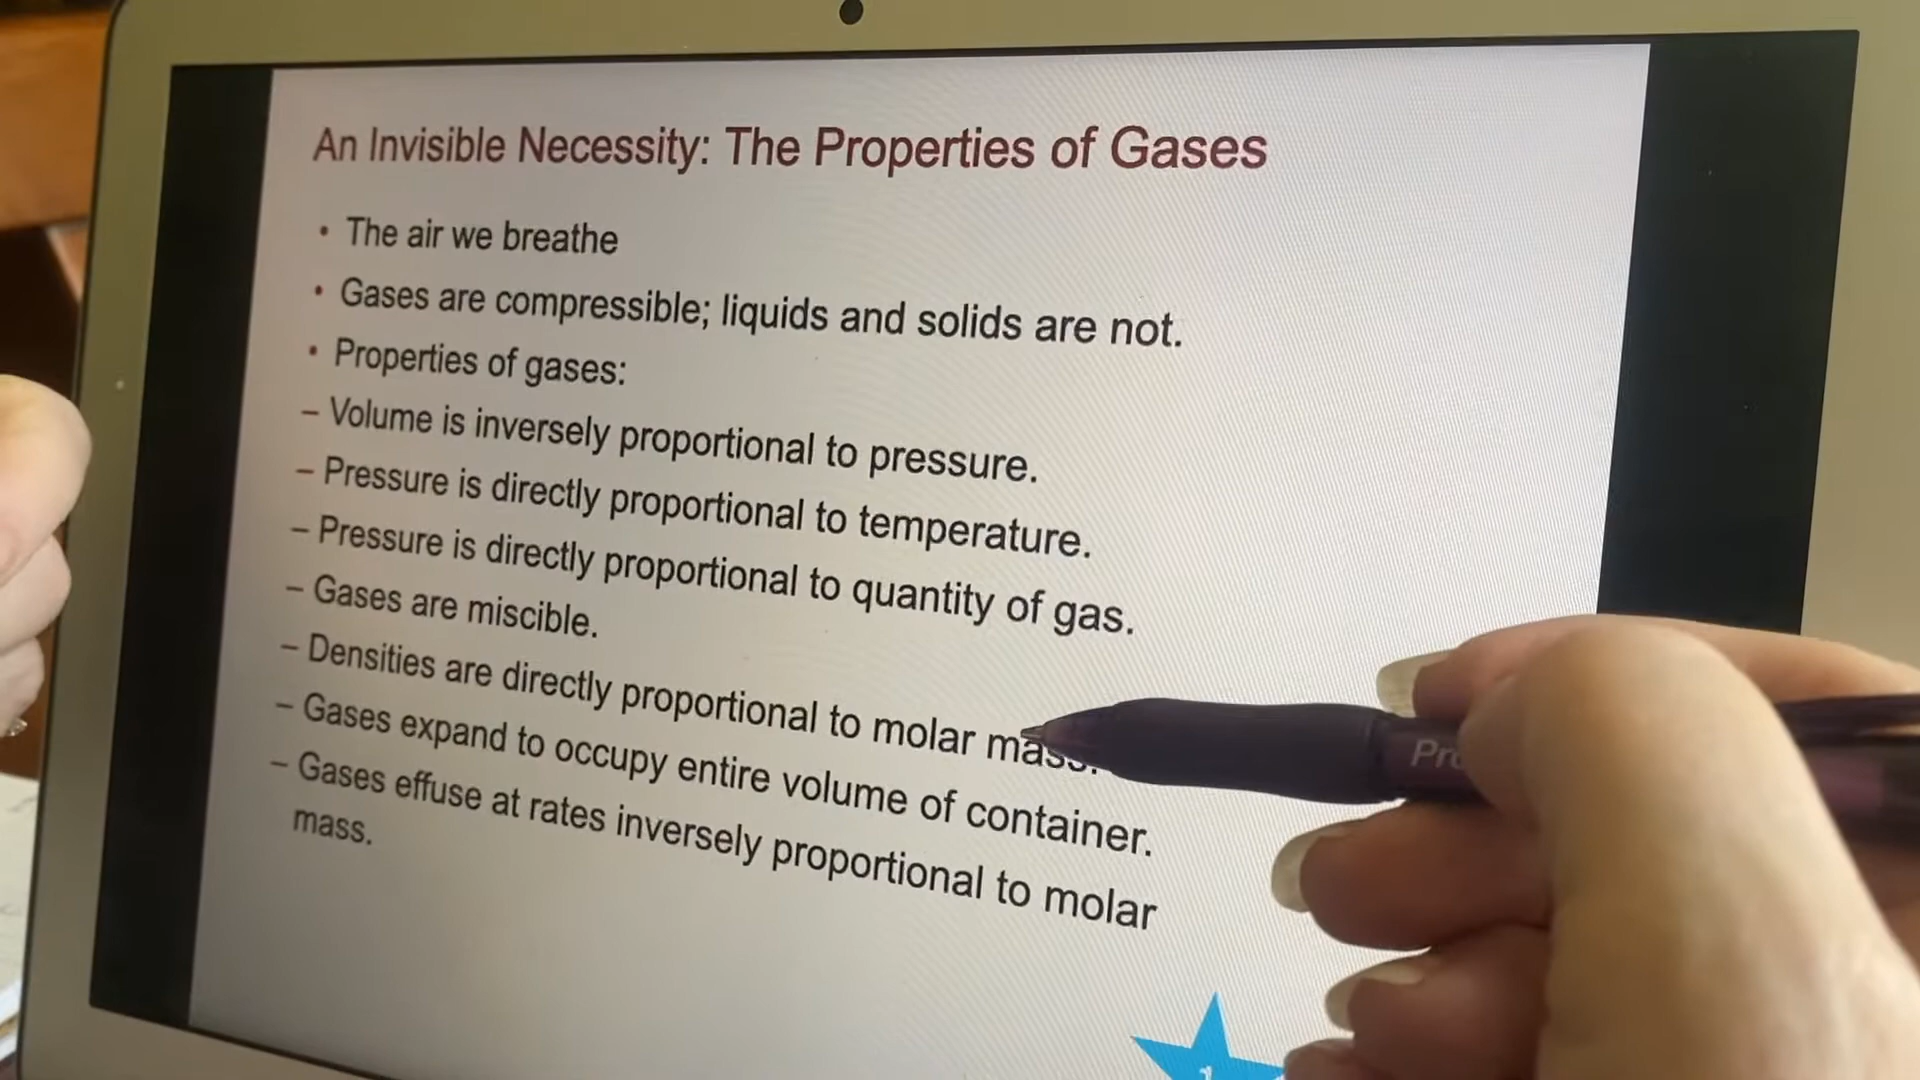 An Invisible Necessity: The Properties of Gases
• The air we breathe
• Gases are compressible; liquids and solids are not.
• Properties of gases:
– Volume is inversely proportional to pressure.
– Pressure is directly proportional to temperature.
– Pressure is directly proportional to quantity of gas.
– Gases are miscible.
– Densities are directly proportional to molar mass.
– Gases expand to occupy entire volume of container.
– Gases effuse at rates inversely proportional to molar
mass.
1